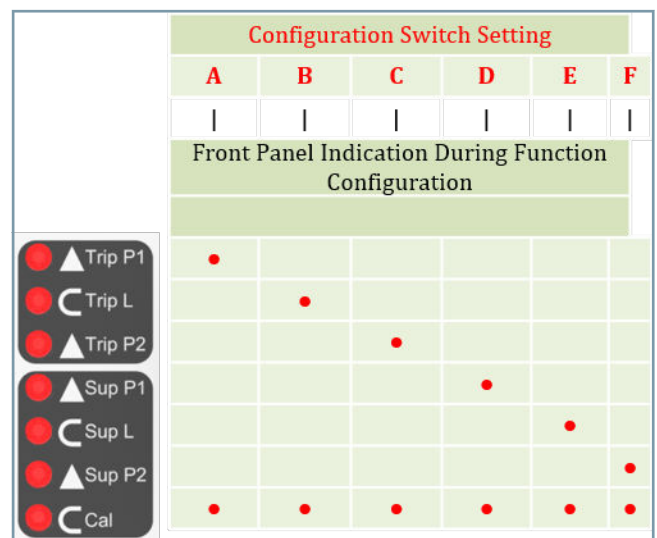 Configuration Switch Setting
A B C D E F
| | | | | |
Front Panel Indication During Function
Configuration
Trip P1
Trip L
Trip P2
Sup P1
Sup L
Sup P2
Cal